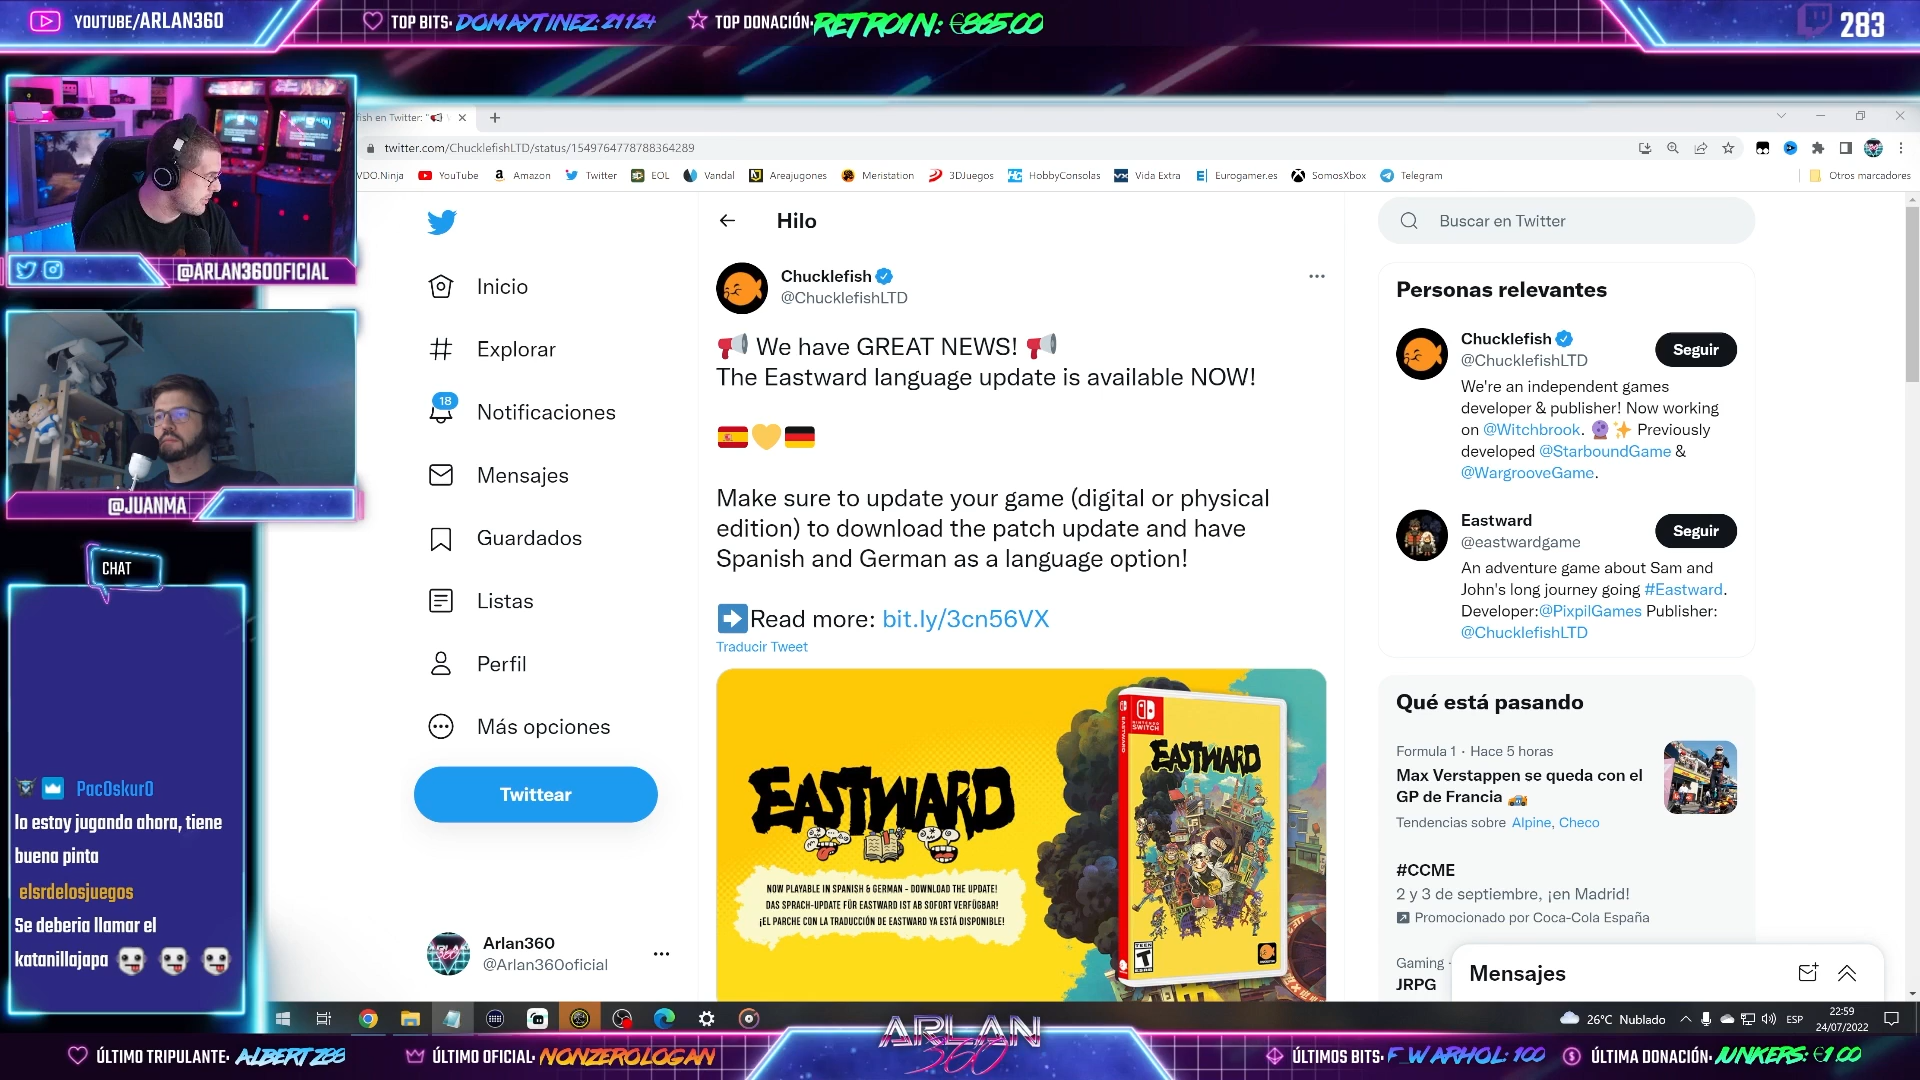 YOUTUBE/ARLAN360
TOP BITS: DOMAYTINEZ: 21124
TOP DONACIÓN: RETROIN: €865.00
283
fish en Twitter: "
twitter.com/ChucklefishLTD/status/1549764778788364289
VDO.Ninja
YouTube
Amazon
Twitter
EOL
Vandal
Areajugones
Meristation
3DJuegos
HobbyConsolas
Vida Extra
Eurogamer.es
SomosXbox
Telegram
Otros marcadores
@ARLAN360OFICIAL
@JUANMA
CHAT
PacOskurO
lo estoy jugando ahora, tiene
buena pinta
elsrdelosjuegos
Se deberia llamar el
katanillajapa
Inicio
Explorar
18
Notificaciones
Mensajes
Guardados
Listas
Perfil
Más opciones
Twittear
Arlan360
@Arlan360oficial
Hilo
Chucklefish
@ChucklefishLTD
📢 We have GREAT NEWS! 📢
The Eastward language update is available NOW!
🇪🇸💛🇩🇪
Make sure to update your game (digital or physical
edition) to download the patch update and have
Spanish and German as a language option!
➡️Read more: bit.ly/3cn56VX
Traducir Tweet
EASTWARD
NOW PLAYABLE IN SPANISH & GERMAN - DOWNLOAD THE UPDATE!
DAS SPRACH-UPDATE FÜR EASTWARD IST AB SOFORT VERFÜGBAR!
¡EL PARCHE CON LA TRADUCCIÓN DE EASTWARD YA ESTÁ DISPONIBLE!
NINTENDO
SWITCH
EASTWARD
EASTWARD
TEEN
T
Buscar en Twitter
Personas relevantes
Chucklefish
@ChucklefishLTD
Seguir
We're an independent games
developer & publisher! Now working
on @Witchbrook. 🔮✨ Previously
developed @StarboundGame &
@WargrooveGame.
Eastward
@eastwardgame
Seguir
An adventure game about Sam and
John's long journey going #Eastward.
Developer:@PixpilGames Publisher:
@ChucklefishLTD
Qué está pasando
Formula 1 · Hace 5 horas
Max Verstappen se queda con el
GP de Francia 🏎️
Tendencias sobre Alpine, Checo
#CCME
2 y 3 de septiembre, ¡en Madrid!
Promocionado por Coca-Cola España
Gaming ·
JRPG
Mensajes
26°C Nublado
ESP
22:59
24/07/2022
ÚLTIMO TRIPULANTE: ALBERTZ88
ÚLTIMO OFICIAL: NONZEROLOGAN
ARLAN
360
ÚLTIMOS BITS: F_WARHOL: 100
ÚLTIMA DONACIÓN: JUNKERS: €1.00